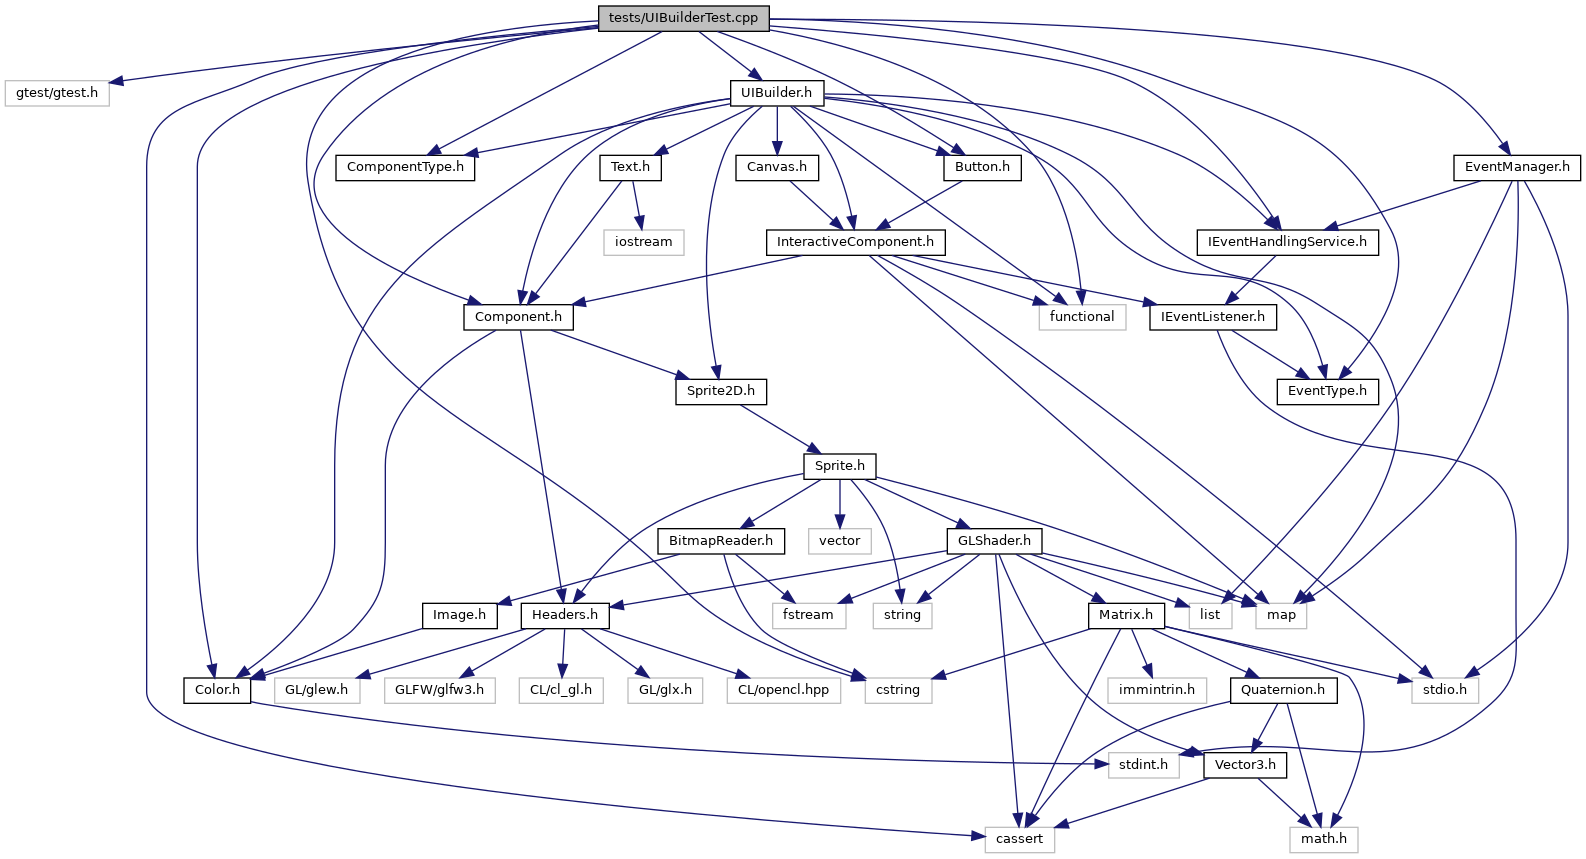 tests/UIBuilderTest.cpp
gtest/gtest.h
UIBuilder.h
ComponentType.h
Text.h
Canvas.h
Button.h
EventManager.h
iostream
InteractiveComponent.h
IEventHandlingService.h
Component.h
functional
IEventListener.h
Sprite2D.h
EventType.h
Sprite.h
BitmapReader.h
vector
GLShader.h
Image.h
Headers.h
fstream
string
Matrix.h
list
map
Color.h
GL/glew.h
GLFW/glfw3.h
CL/cl_gl.h
GL/glx.h
CL/opencl.hpp
cstring
immintrin.h
Quaternion.h
stdio.h
stdint.h
Vector3.h
cassert
math.h